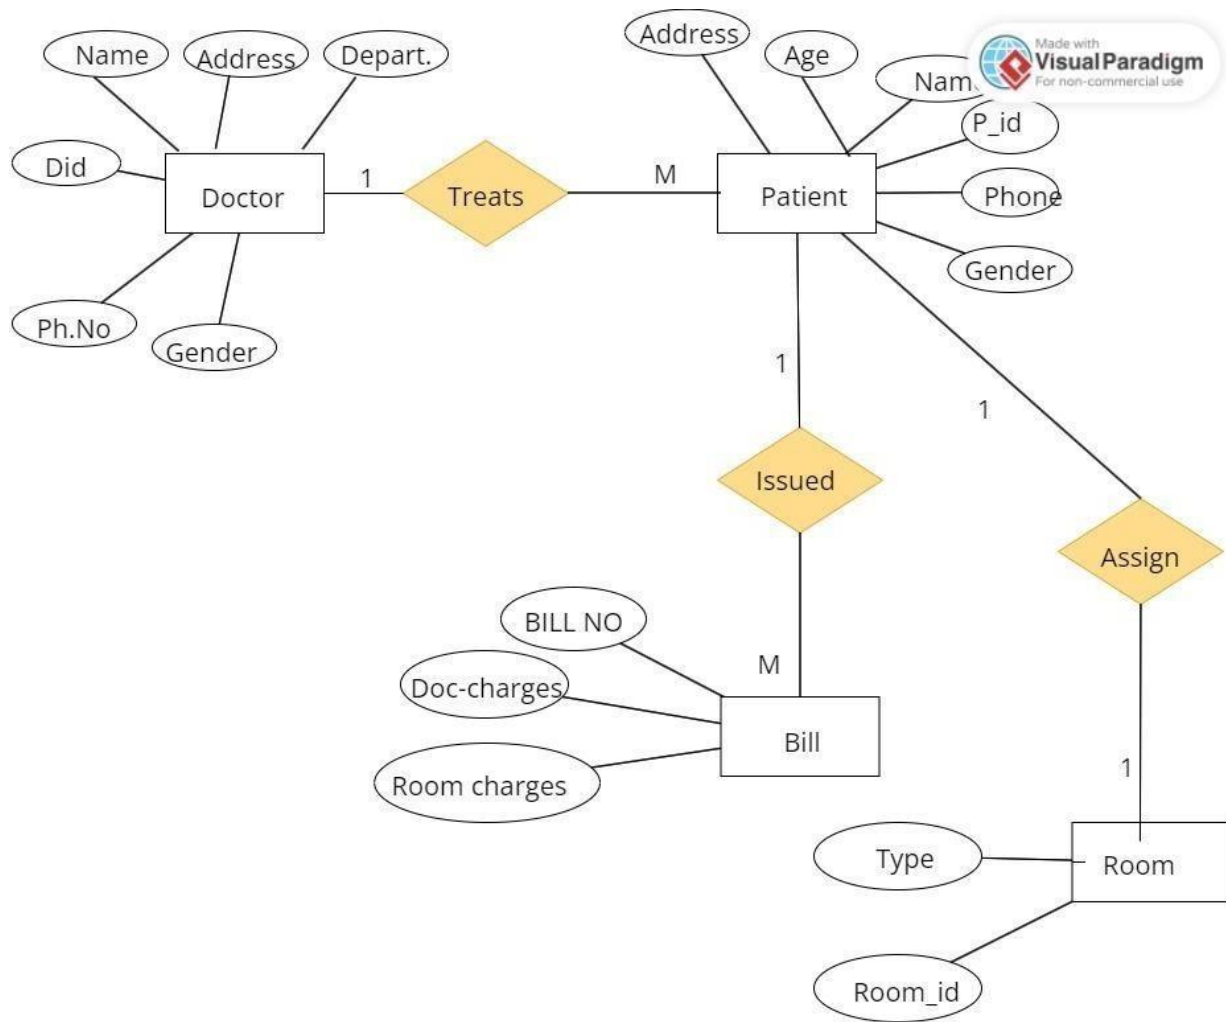 Name
Address
Depart.
Address
Age
Name
Made with
Visual Paradigm
For non-commercial use
P_id
Did
Doctor
1
Treats
M
Patient
Phone
Gender
Ph.No
Gender
1
1
Issued
Assign
BILL NO
M
Doc-charges
Bill
Room charges
1
Type
Room
Room_id